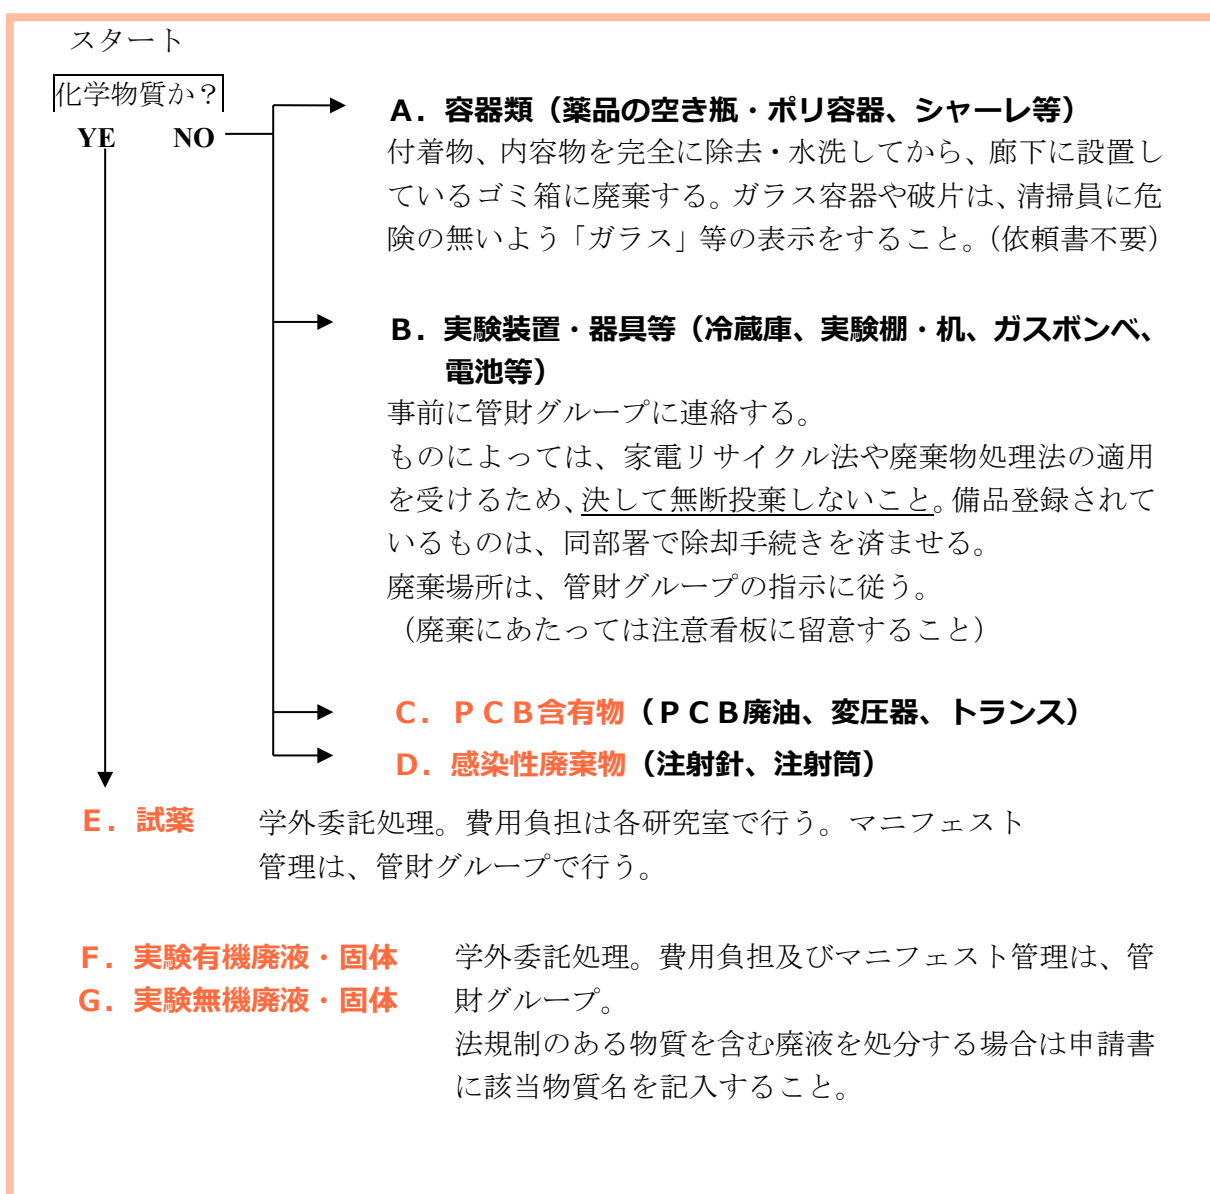 スタート
化学物質か？
YE NO
A．容器類（薬品の空き瓶・ポリ容器、シャーレ等）
付着物、内容物を完全に除去・水洗してから、廊下に設置し
ているゴミ箱に廃棄する。ガラス容器や破片は、清掃員に危
険の無いよう「ガラス」等の表示をすること。（依頼書不要）
B．実験装置・器具等（冷蔵庫、実験棚・机、ガスボンベ、
電池等）
事前に管財グループに連絡する。
ものによっては、家電リサイクル法や廃棄物処理法の適用
を受けるため、決して無断投棄しないこと。備品登録されて
いるものは、同部署で除却手続きを済ませる。
廃棄場所は、管財グループの指示に従う。
（廃棄にあたっては注意看板に留意すること）
C．ＰＣＢ含有物（ＰＣＢ廃油、変圧器、トランス）
D．感染性廃棄物（注射針、注射筒）
E．試薬 学外委託処理。費用負担は各研究室で行う。マニフェスト
管理は、管財グループで行う。
F．実験有機廃液・固体 学外委託処理。費用負担及びマニフェスト管理は、管
G．実験無機廃液・固体 財グループ。
法規制のある物質を含む廃液を処分する場合は申請書
に該当物質名を記入すること。